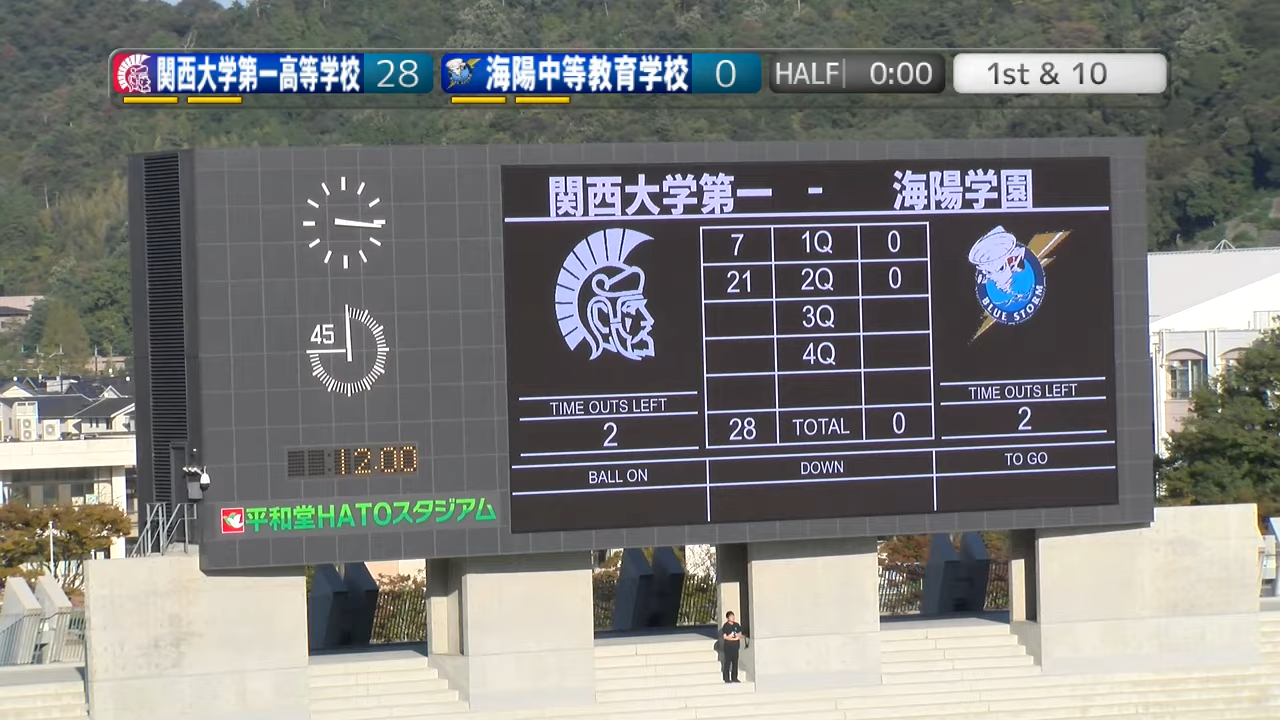 関西大学第一高等学校 28 海陽中等教育学校 0 HALF 0:00 1st & 10
関西大学第一 - 海陽学園
7 1Q 0
21 2Q 0
3Q
4Q
28 TOTAL 0
TIME OUTS LEFT
2
BLUE STORM
TIME OUTS LEFT
2
BALL ON DOWN TO GO
45
12:00
平和堂HATOスタジアム